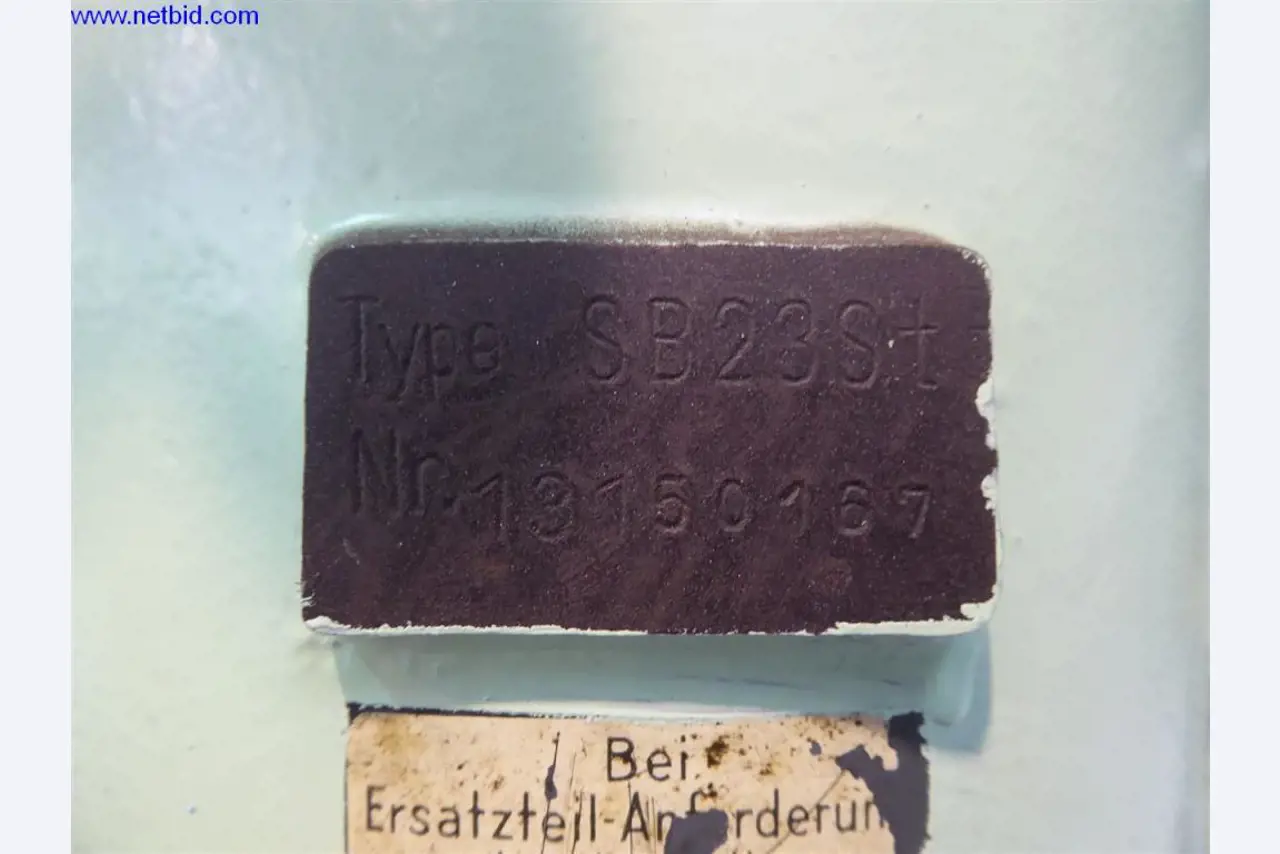 www.netbid.com
Type SB23St
Nr. 13150167
Bei
Ersatzteil-Anforderun